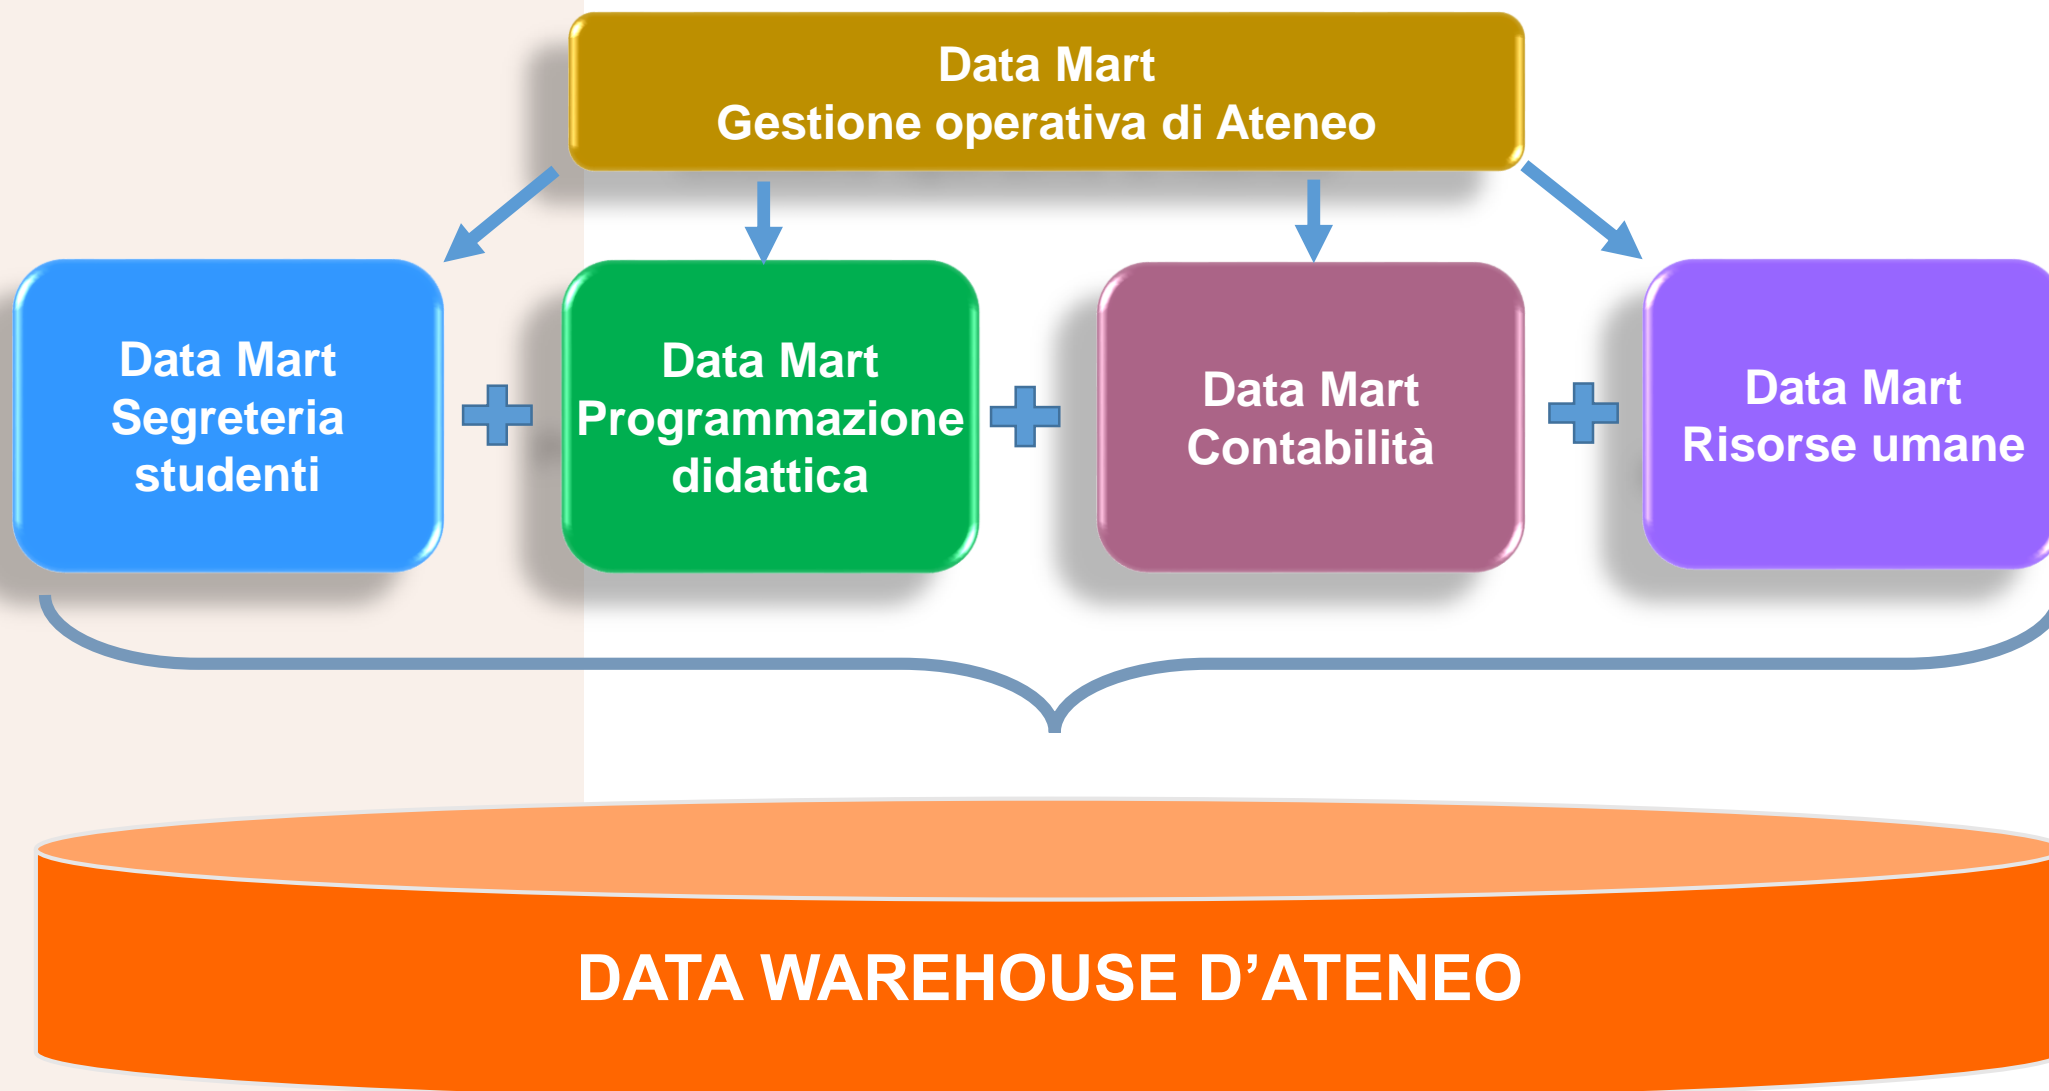 Data Mart
Gestione operativa di Ateneo
Data Mart
Segreteria
studenti
Data Mart
Programmazione
didattica
Data Mart
Contabilità
Data Mart
Risorse umane
DATA WAREHOUSE D’ATENEO